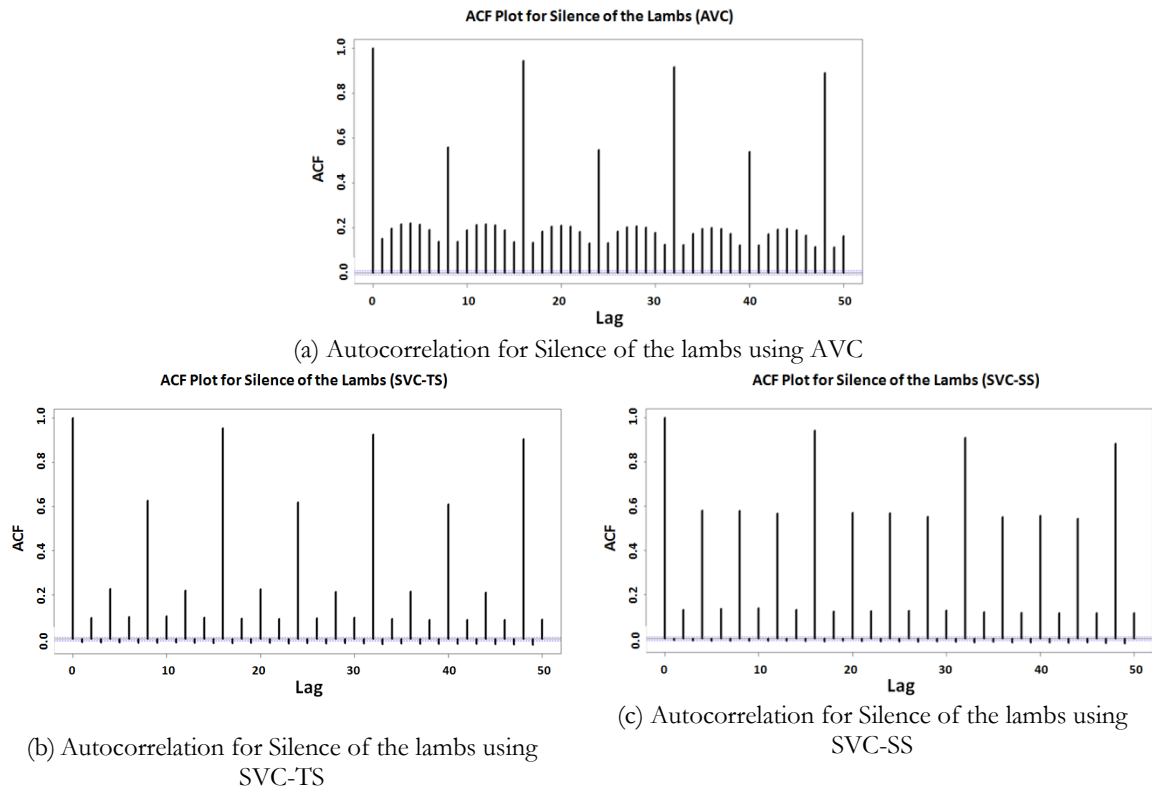 ACF Plot for Silence of the Lambs (AVC)
1.0
0.8
0.6
0.4
0.2
0.0
ACF
0 10 20 30 40 50
Lag
(a) Autocorrelation for Silence of the lambs using AVC
ACF Plot for Silence of the Lambs (SVC-TS)
1.0
0.8
0.6
0.4
0.2
0.0
ACF
0 10 20 30 40 50
Lag
(b) Autocorrelation for Silence of the lambs using
SVC-TS
ACF Plot for Silence of the Lambs (SVC-SS)
1.0
0.8
0.6
0.4
0.2
0.0
ACF
0 10 20 30 40 50
Lag
(c) Autocorrelation for Silence of the lambs using
SVC-SS